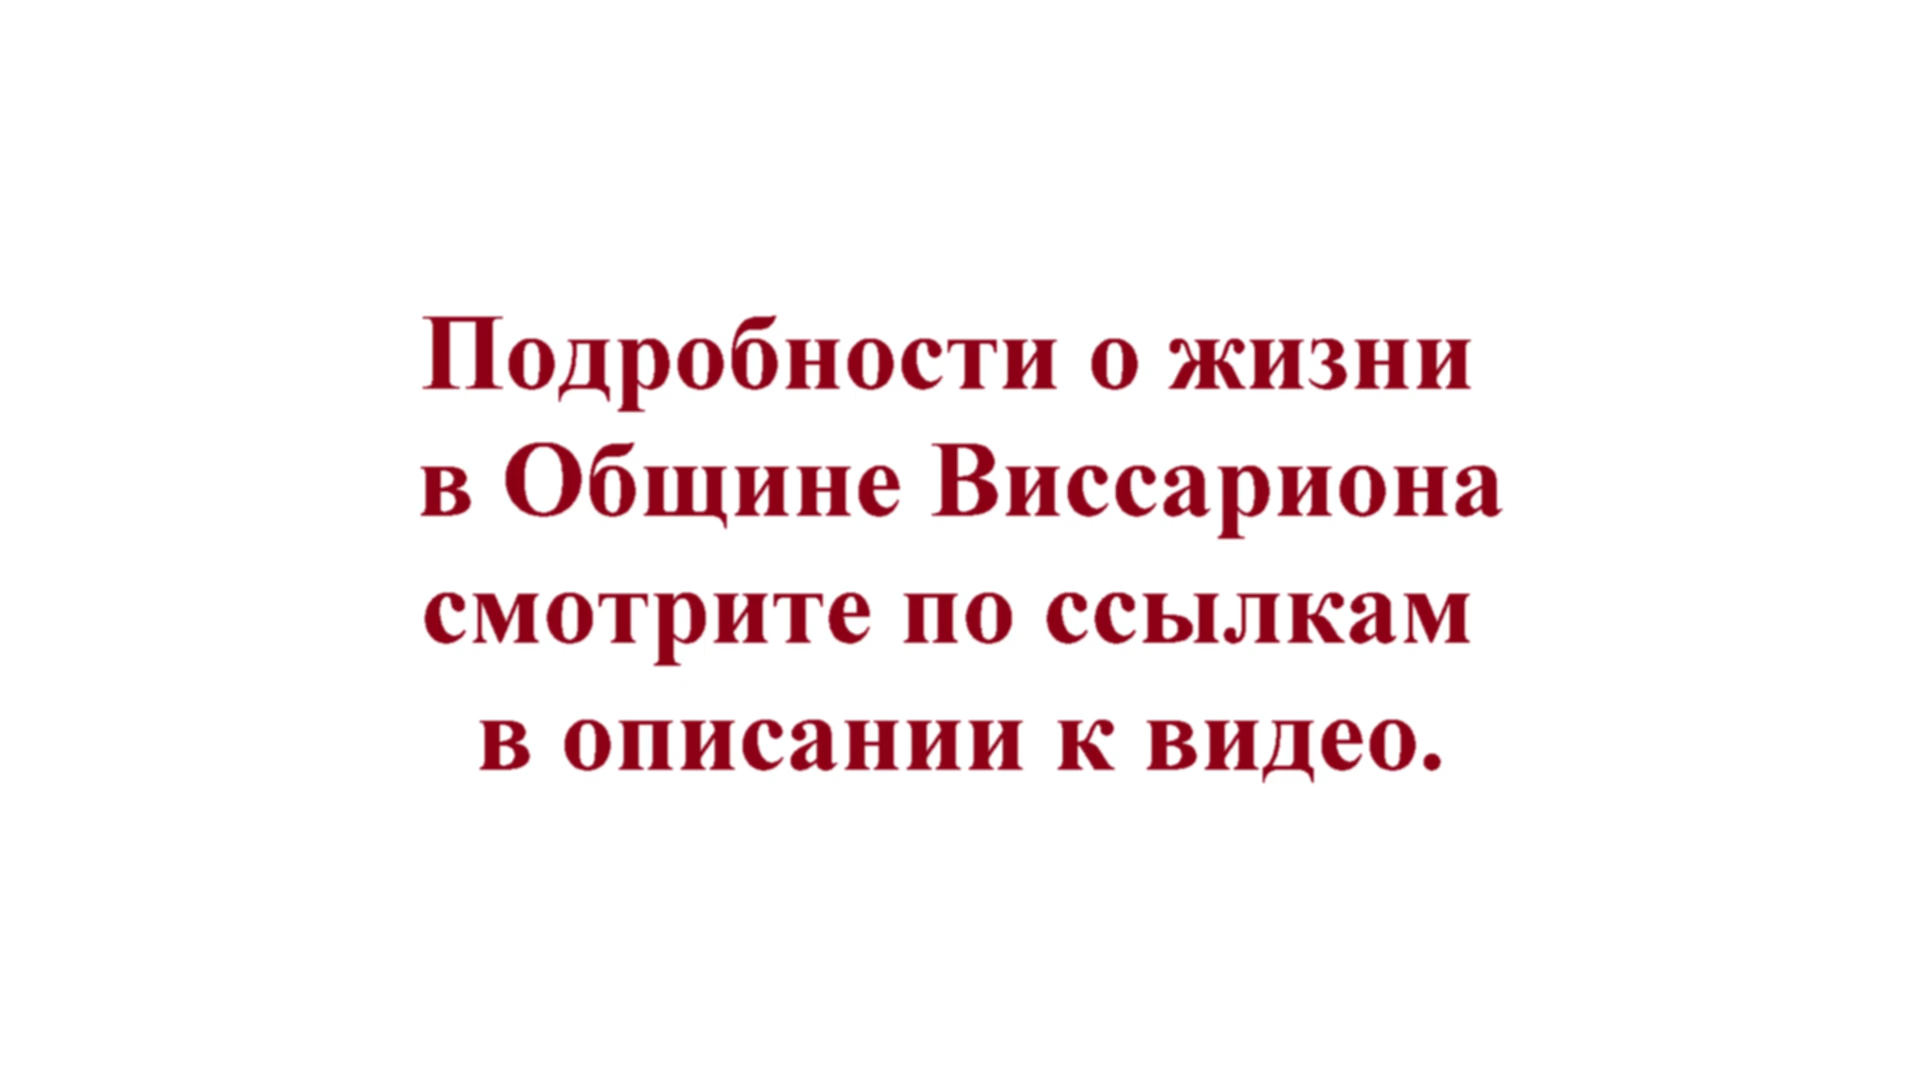 Подробности о жизни
в Общине Виссариона
смотрите по ссылкам
в описании к видео.